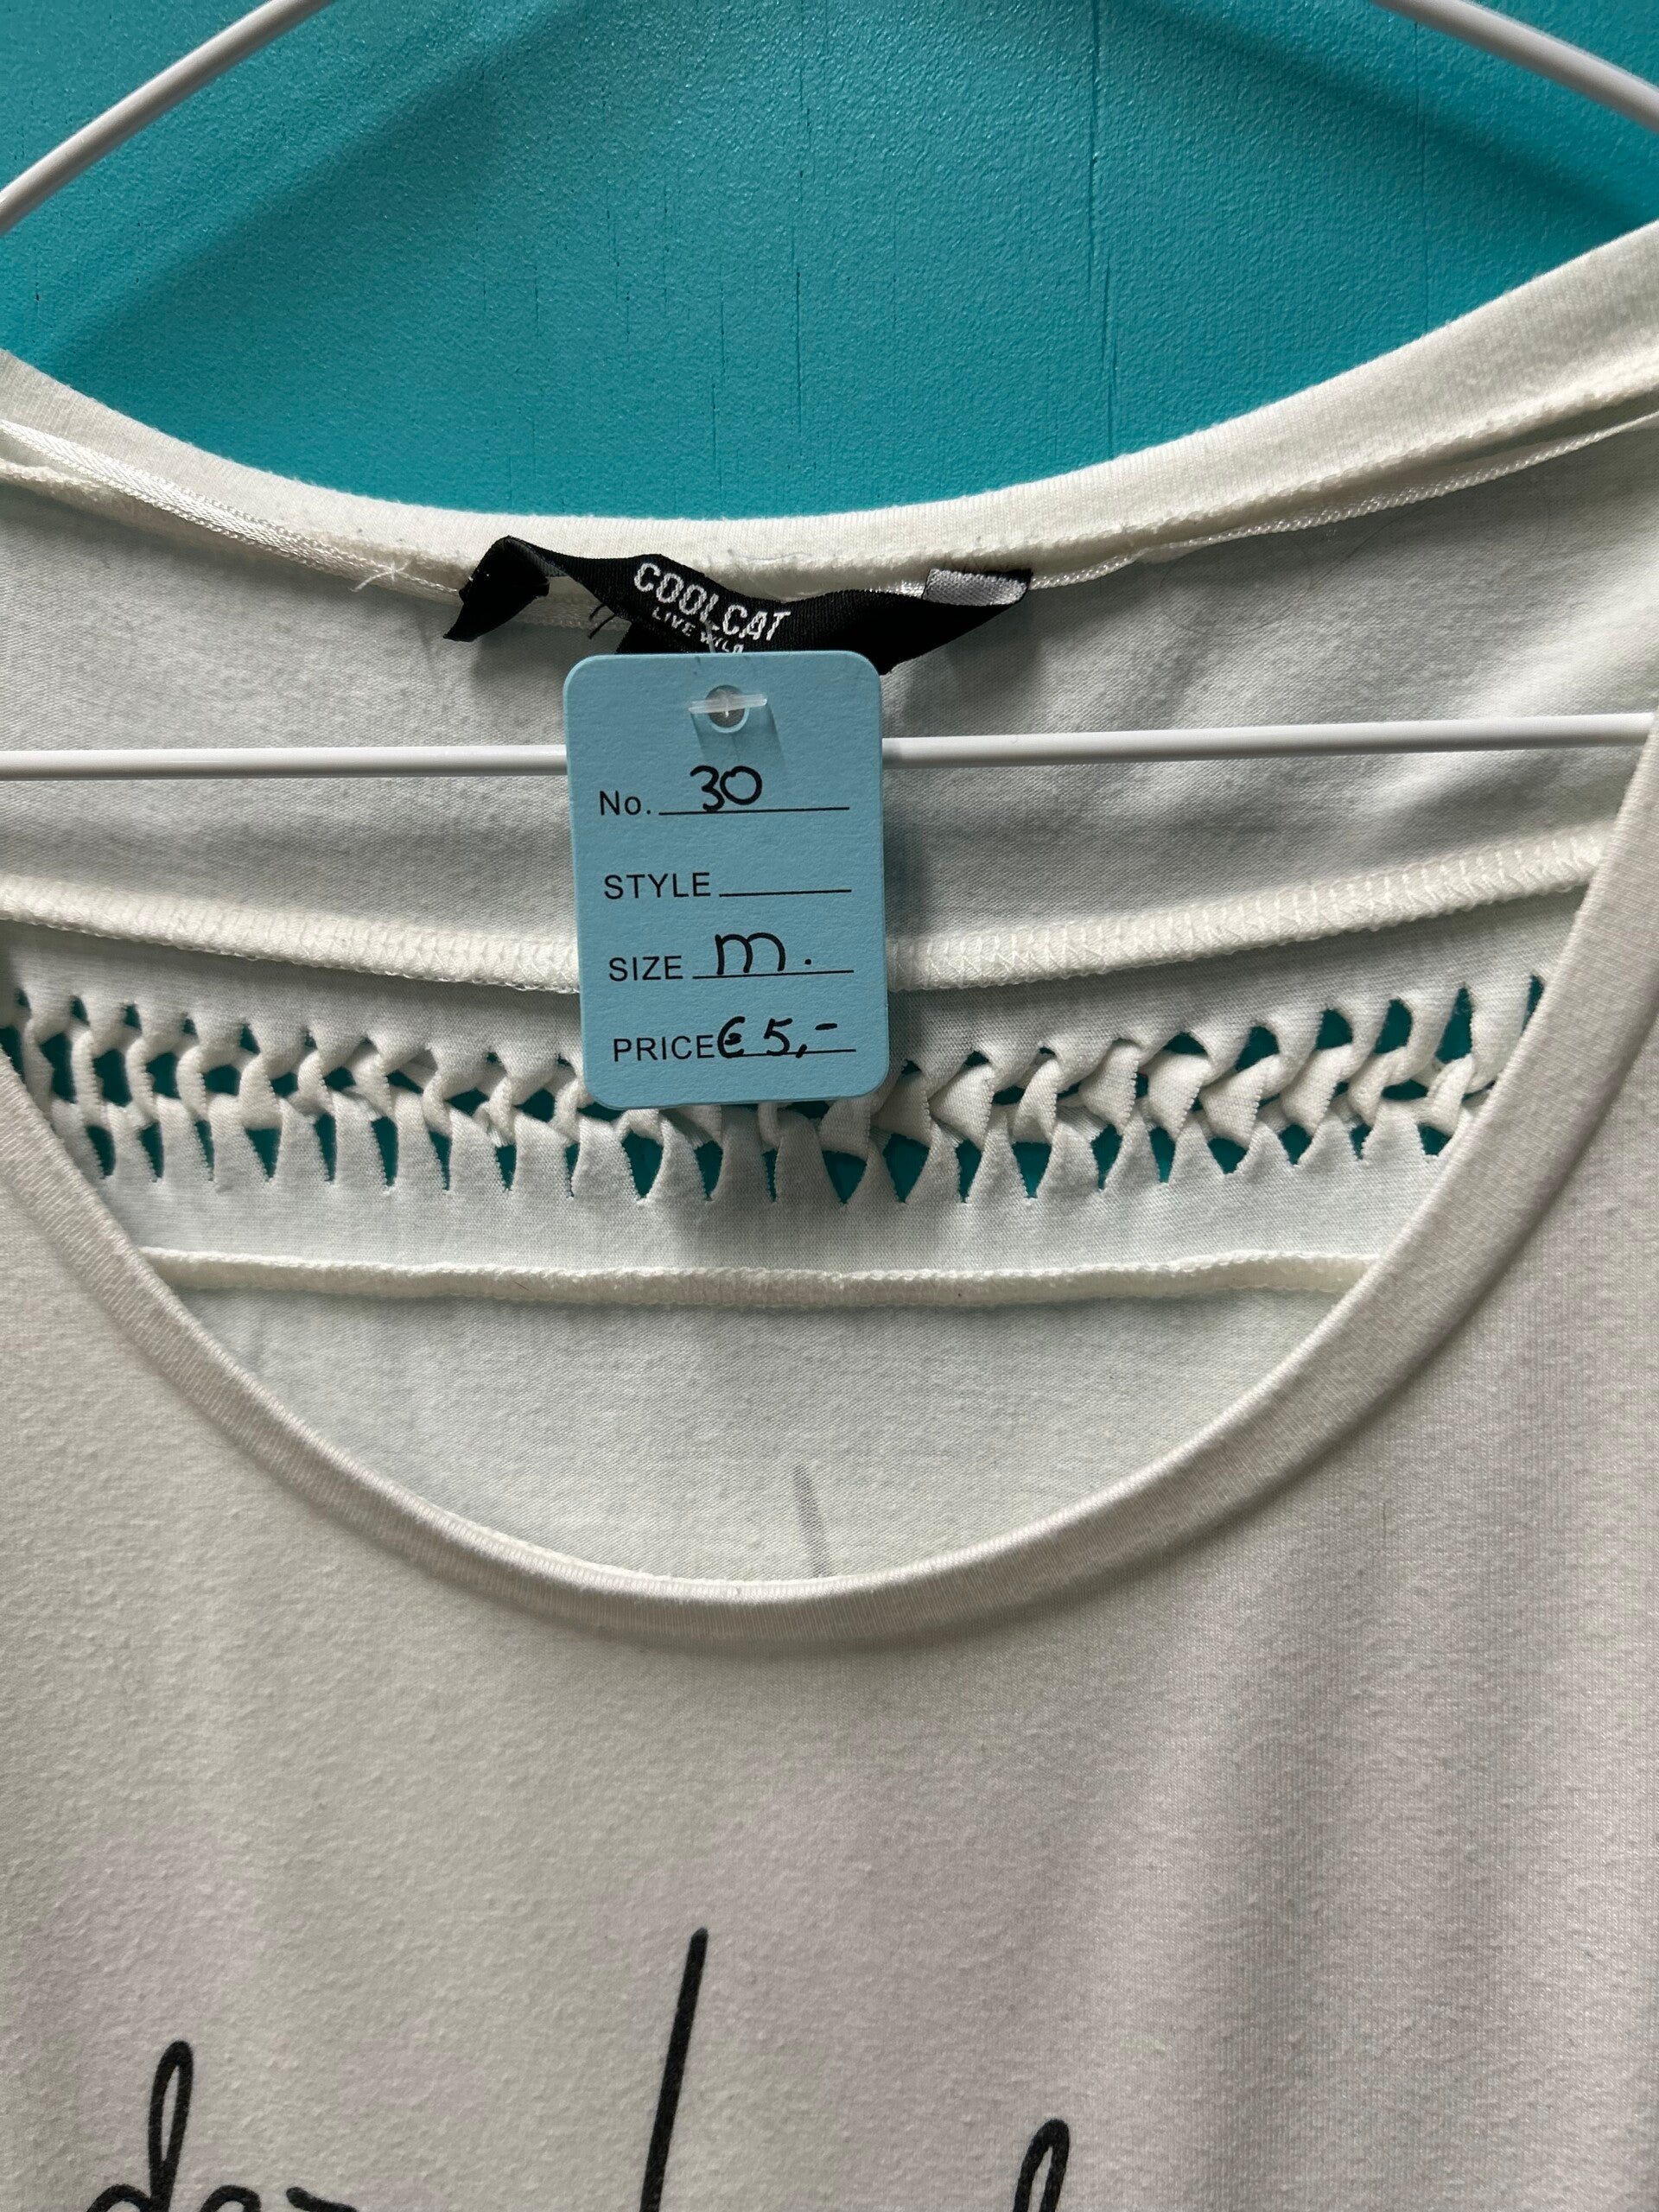 COOLCAT
LIVE WILD
No. 30
STYLE
SIZE m.
PRICE € 5,-